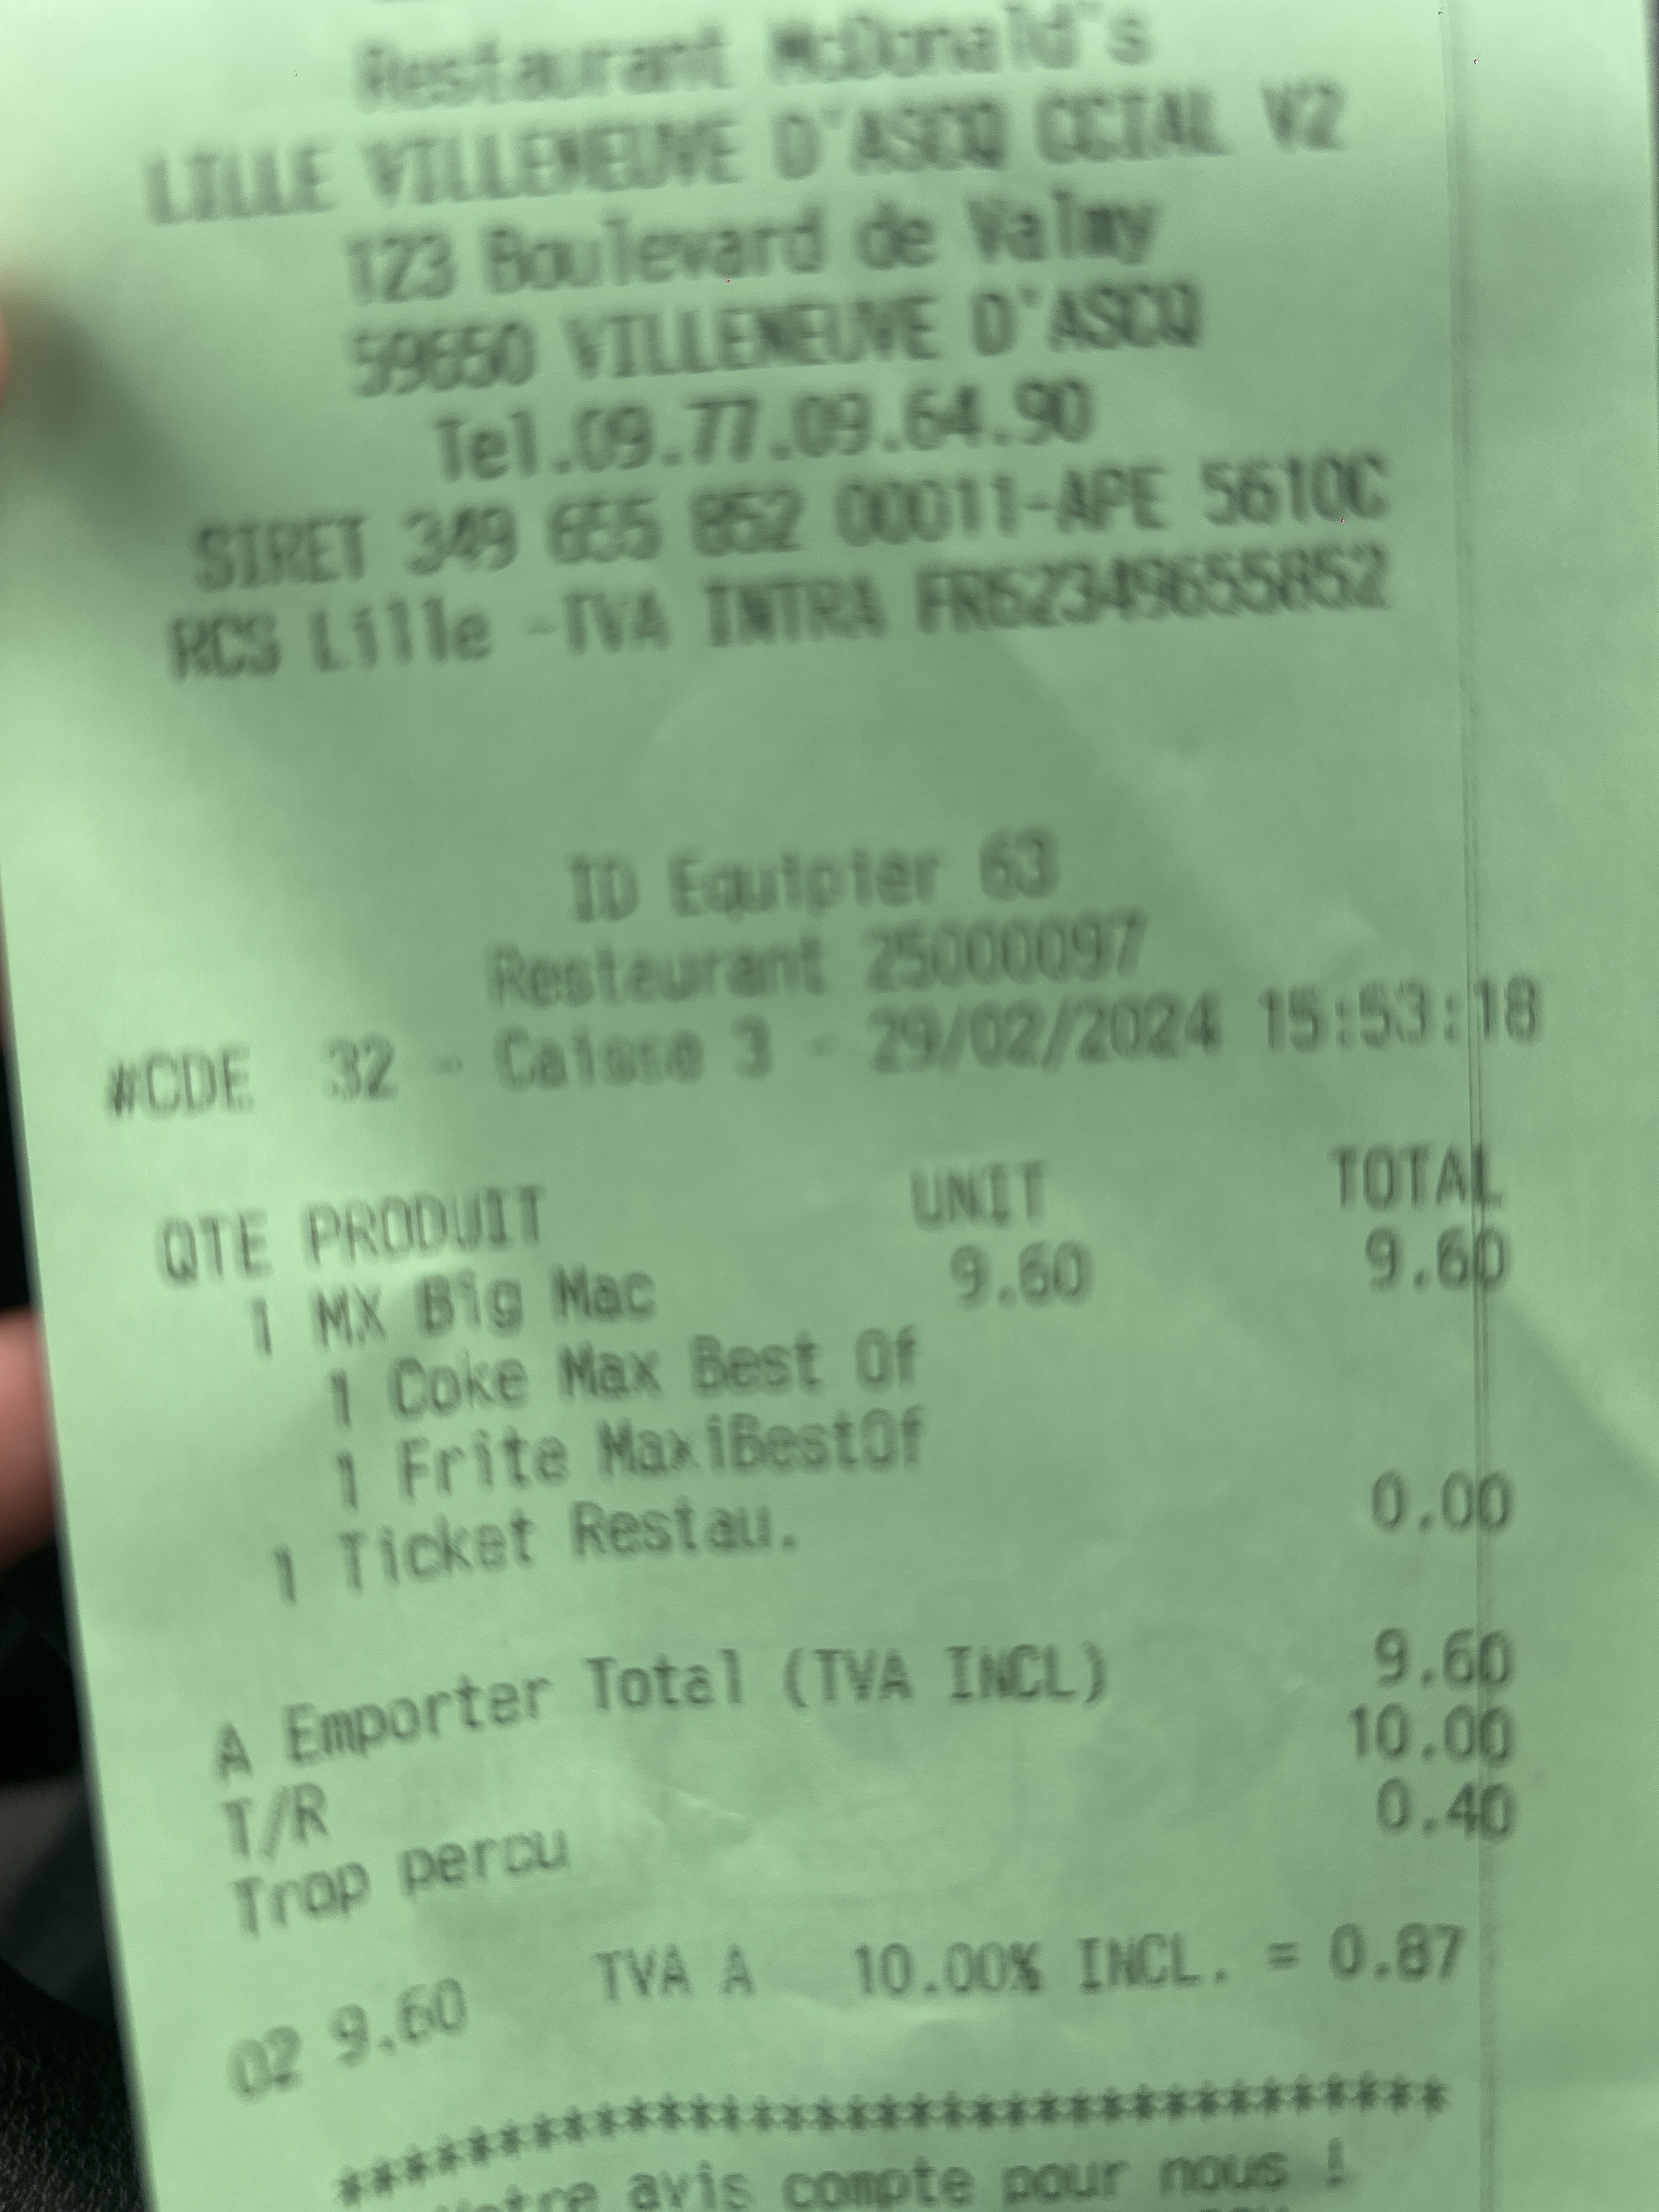 Restaurant McDonald's
LILLE VILLENEUVE D'ASCQ CCIAL V2
123 Boulevard de Valmy
59650 VILLENEUVE D'ASCQ
Tel.09.77.09.64.90
SIRET 349 655 852 00011-APE 5610C
RCS Lille -TVA INTRA FR62349655852
ID Equipier 63
Restaurant 25000097
#CDE 32 - Caisse 3 - 29/02/2024 15:53:18
QTE PRODUIT UNIT TOTAL
1 MX Big Mac 9.60 9.60
1 Coke Max Best Of
1 Frite MaxiBestOf
1 Ticket Restau. 0.00
A Emporter Total (TVA INCL) 9.60
T/R 10.00
Trop percu 0.40
02 9.60 TVA A 10.00% INCL. = 0.87
**********************************
Votre avis compte pour nous !